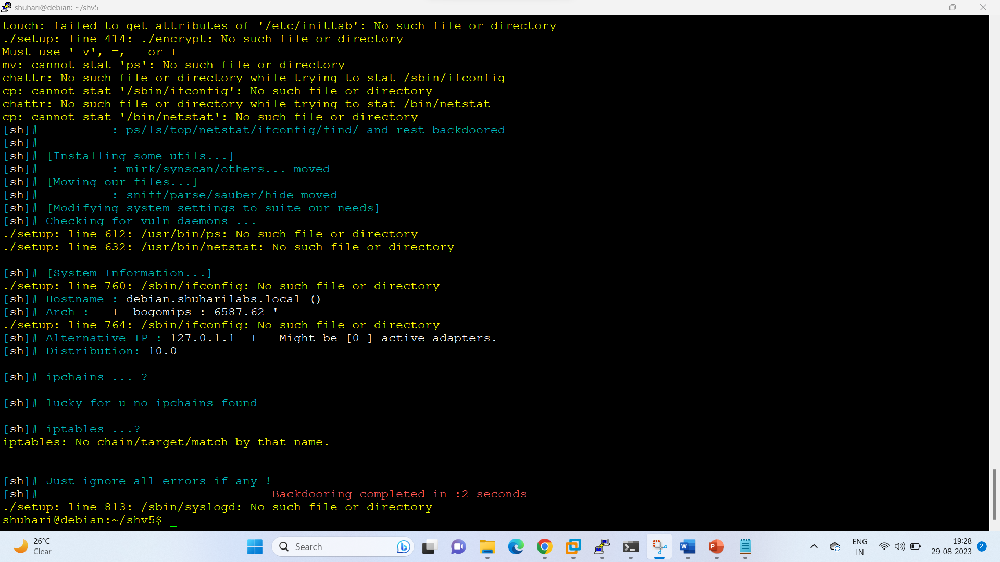 shuhari@debian: ~/shv5
touch: failed to get attributes of '/etc/inittab': No such file or directory
./setup: line 414: ./encrypt: No such file or directory
Must use '-v', =, - or +
mv: cannot stat 'ps': No such file or directory
chattr: No such file or directory while trying to stat /sbin/ifconfig
cp: cannot stat '/sbin/ifconfig': No such file or directory
chattr: No such file or directory while trying to stat /bin/netstat
cp: cannot stat '/bin/netstat': No such file or directory
[sh]#          : ps/ls/top/netstat/ifconfig/find/ and rest backdoored
[sh]#
[sh]# [Installing some utils...]
[sh]#          : mirk/synscan/others... moved
[sh]# [Moving our files...]
[sh]#          : sniff/parse/sauber/hide moved
[sh]# [Modifying system settings to suite our needs]
[sh]# Checking for vuln-daemons ...
./setup: line 612: /usr/bin/ps: No such file or directory
./setup: line 632: /usr/bin/netstat: No such file or directory
--------------------------------------------------------------------
[sh]# [System Information...]
./setup: line 760: /sbin/ifconfig: No such file or directory
[sh]# Hostname : debian.shuharilabs.local ()
[sh]# Arch :  -+- bogomips : 6587.62 '
./setup: line 764: /sbin/ifconfig: No such file or directory
[sh]# Alternative IP : 127.0.1.1 -+-  Might be [0 ] active adapters.
[sh]# Distribution: 10.0
--------------------------------------------------------------------
[sh]# ipchains ... ?
[sh]# lucky for u no ipchains found
--------------------------------------------------------------------
[sh]# iptables ...?
iptables: No chain/target/match by that name.
--------------------------------------------------------------------
[sh]# Just ignore all errors if any !
[sh]# ============================== Backdooring completed in :2 seconds
./setup: line 813: /sbin/syslogd: No such file or directory
shuhari@debian:~/shv5$
26°C
Clear
Search
ENG
IN
19:28
29-08-2023
2